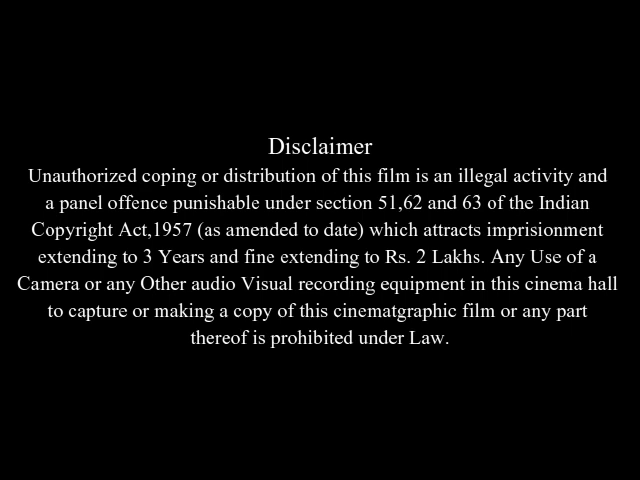 Disclaimer
Unauthorized coping or distribution of this film is an illegal activity and
a panel offence punishable under section 51,62 and 63 of the Indian
Copyright Act,1957 (as amended to date) which attracts imprisionment
extending to 3 Years and fine extending to Rs. 2 Lakhs. Any Use of a
Camera or any Other audio Visual recording equipment in this cinema hall
to capture or making a copy of this cinematgraphic film or any part
thereof is prohibited under Law.